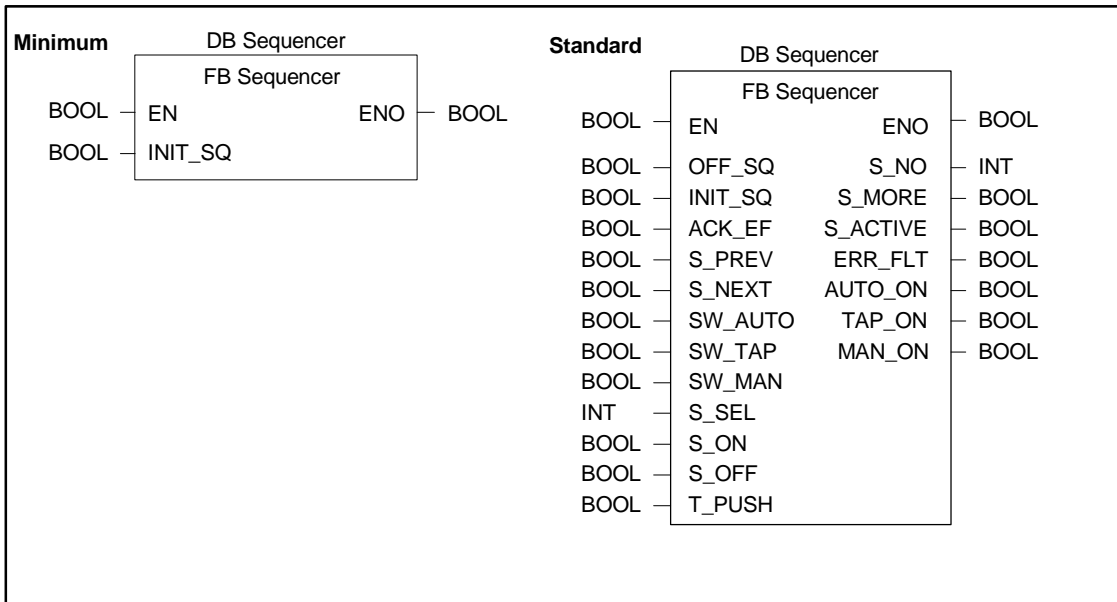 Minimum
DB Sequencer
FB Sequencer
BOOL EN ENO BOOL
BOOL INIT_SQ
Standard
DB Sequencer
FB Sequencer
BOOL EN ENO BOOL
BOOL OFF_SQ S_NO INT
BOOL INIT_SQ S_MORE BOOL
BOOL ACK_EF S_ACTIVE BOOL
BOOL S_PREV ERR_FLT BOOL
BOOL S_NEXT AUTO_ON BOOL
BOOL SW_AUTO TAP_ON BOOL
BOOL SW_TAP MAN_ON BOOL
BOOL SW_MAN
INT S_SEL
BOOL S_ON
BOOL S_OFF
BOOL T_PUSH